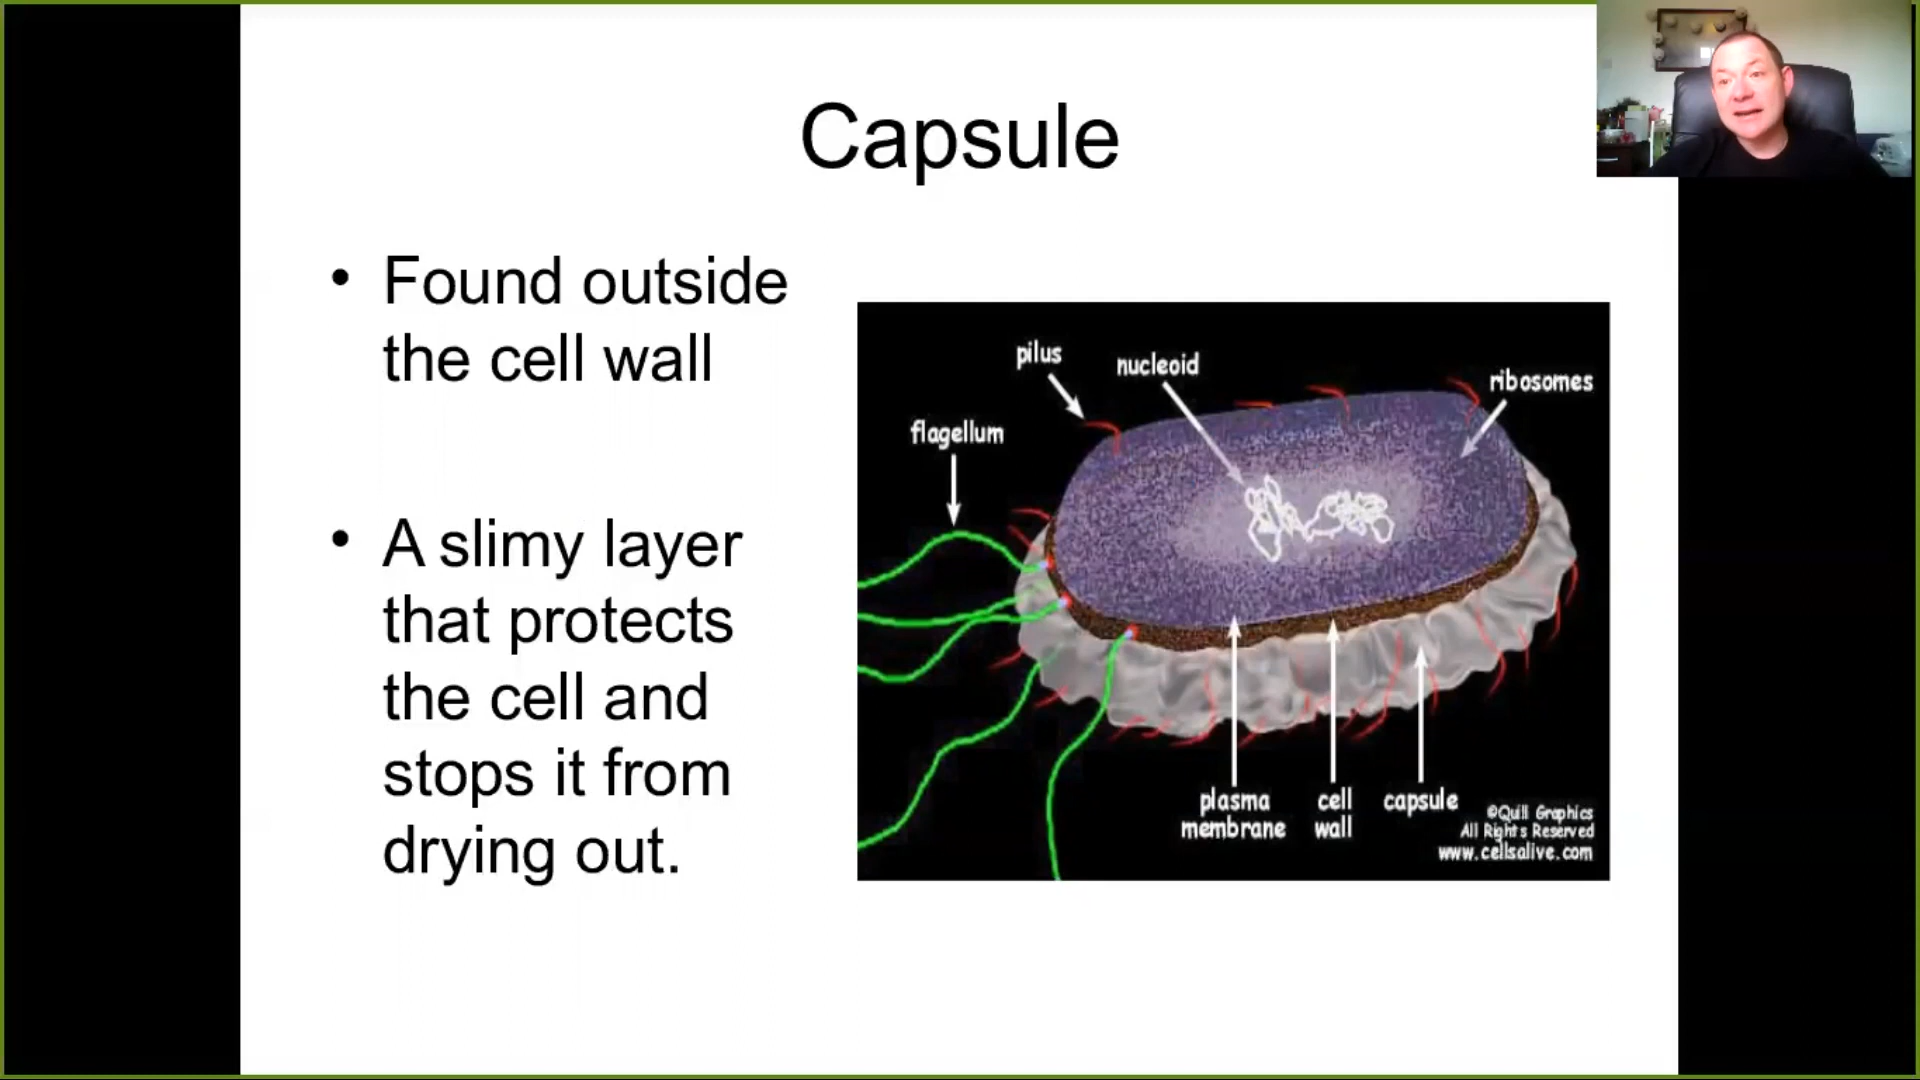 Capsule
• Found outside
the cell wall
• A slimy layer
that protects
the cell and
stops it from
drying out.
pilus
nucleoid
ribosomes
flagellum
plasma
membrane
cell
wall
capsule
©Quill Graphics
All Rights Reserved
www.cellsalive.com